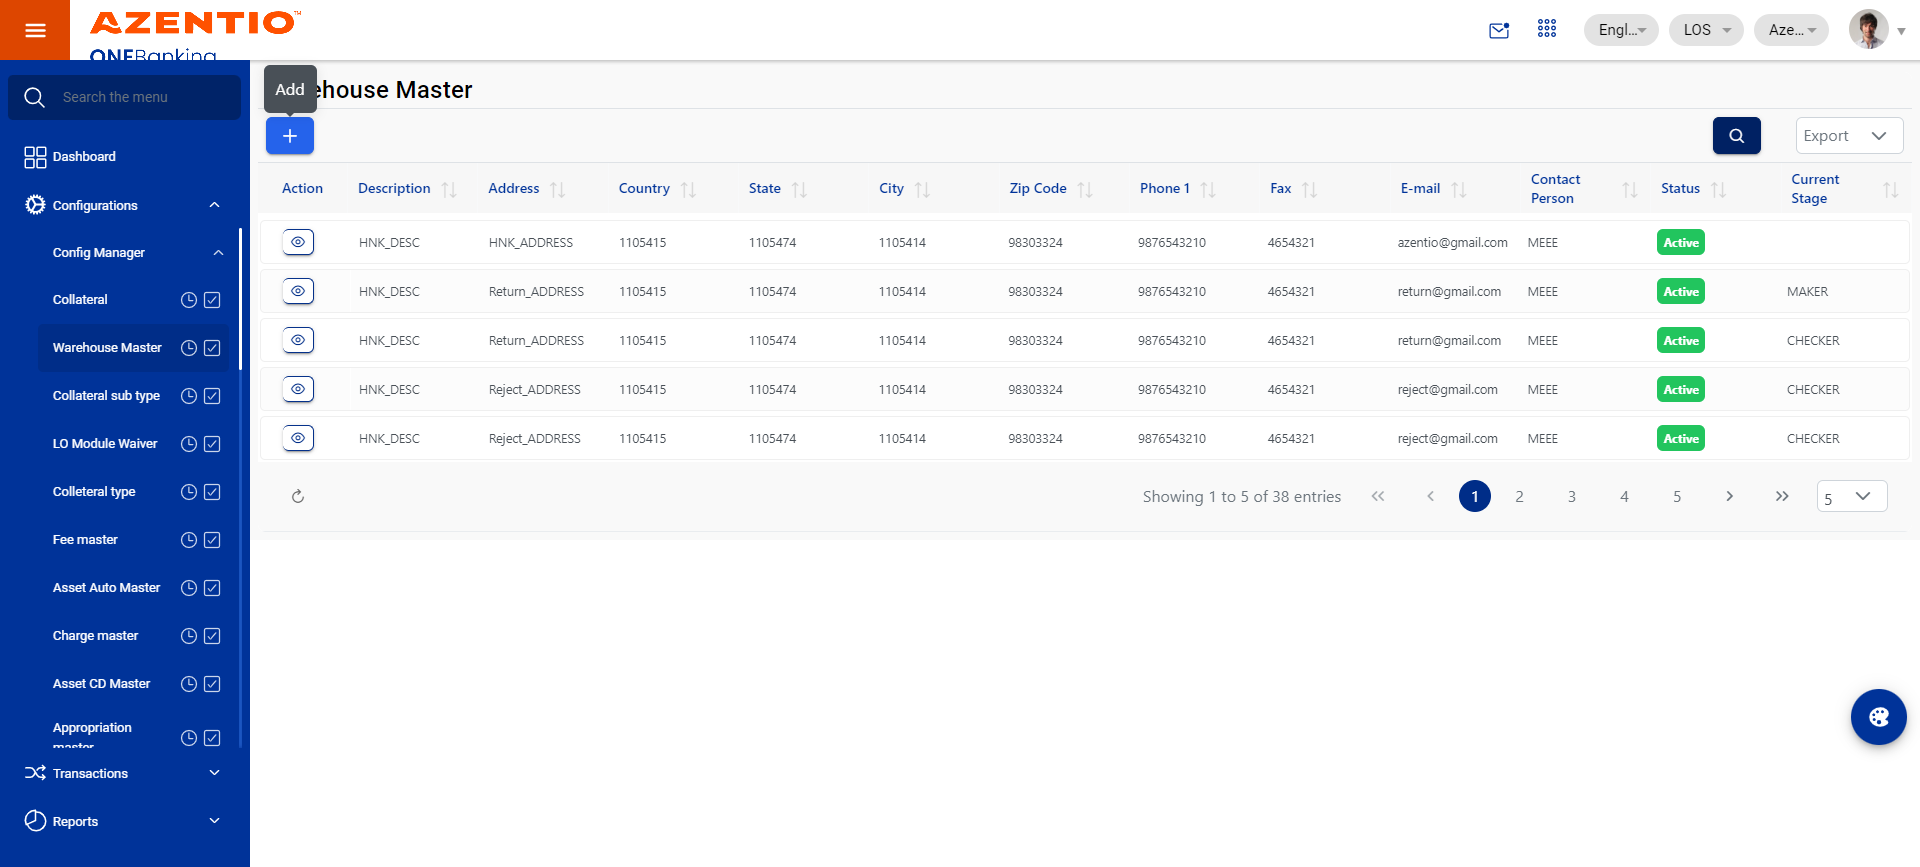 AZENTIO™
ONEBanking
Engl...
LOS
Aze...
Search the menu
Dashboard
Configurations
Config Manager
Collateral
Warehouse Master
Collateral sub type
LO Module Waiver
Colleteral type
Fee master
Asset Auto Master
Charge master
Asset CD Master
Appropriation
master
Transactions
Reports
Add
ehouse Master
Export
Action Description Address Country State City Zip Code Phone 1 Fax E-mail Contact Person Status Current Stage
HNK_DESC HNK_ADDRESS 1105415 1105474 1105414 98303324 9876543210 4654321 azentio@gmail.com MEEE Active
HNK_DESC Return_ADDRESS 1105415 1105474 1105414 98303324 9876543210 4654321 return@gmail.com MEEE Active MAKER
HNK_DESC Return_ADDRESS 1105415 1105474 1105414 98303324 9876543210 4654321 return@gmail.com MEEE Active CHECKER
HNK_DESC Reject_ADDRESS 1105415 1105474 1105414 98303324 9876543210 4654321 reject@gmail.com MEEE Active CHECKER
HNK_DESC Reject_ADDRESS 1105415 1105474 1105414 98303324 9876543210 4654321 reject@gmail.com MEEE Active CHECKER
Showing 1 to 5 of 38 entries 1 2 3 4 5 5